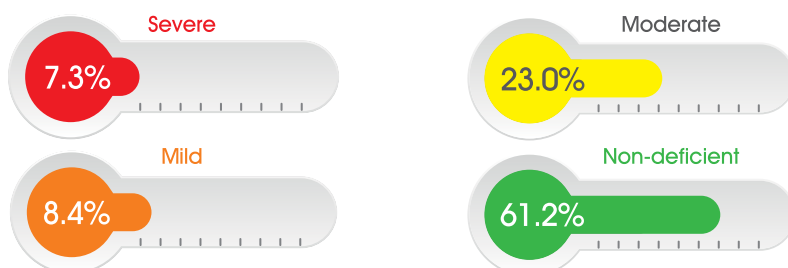 Severe
7.3%
Moderate
23.0%
Mild
8.4%
Non-deficient
61.2%